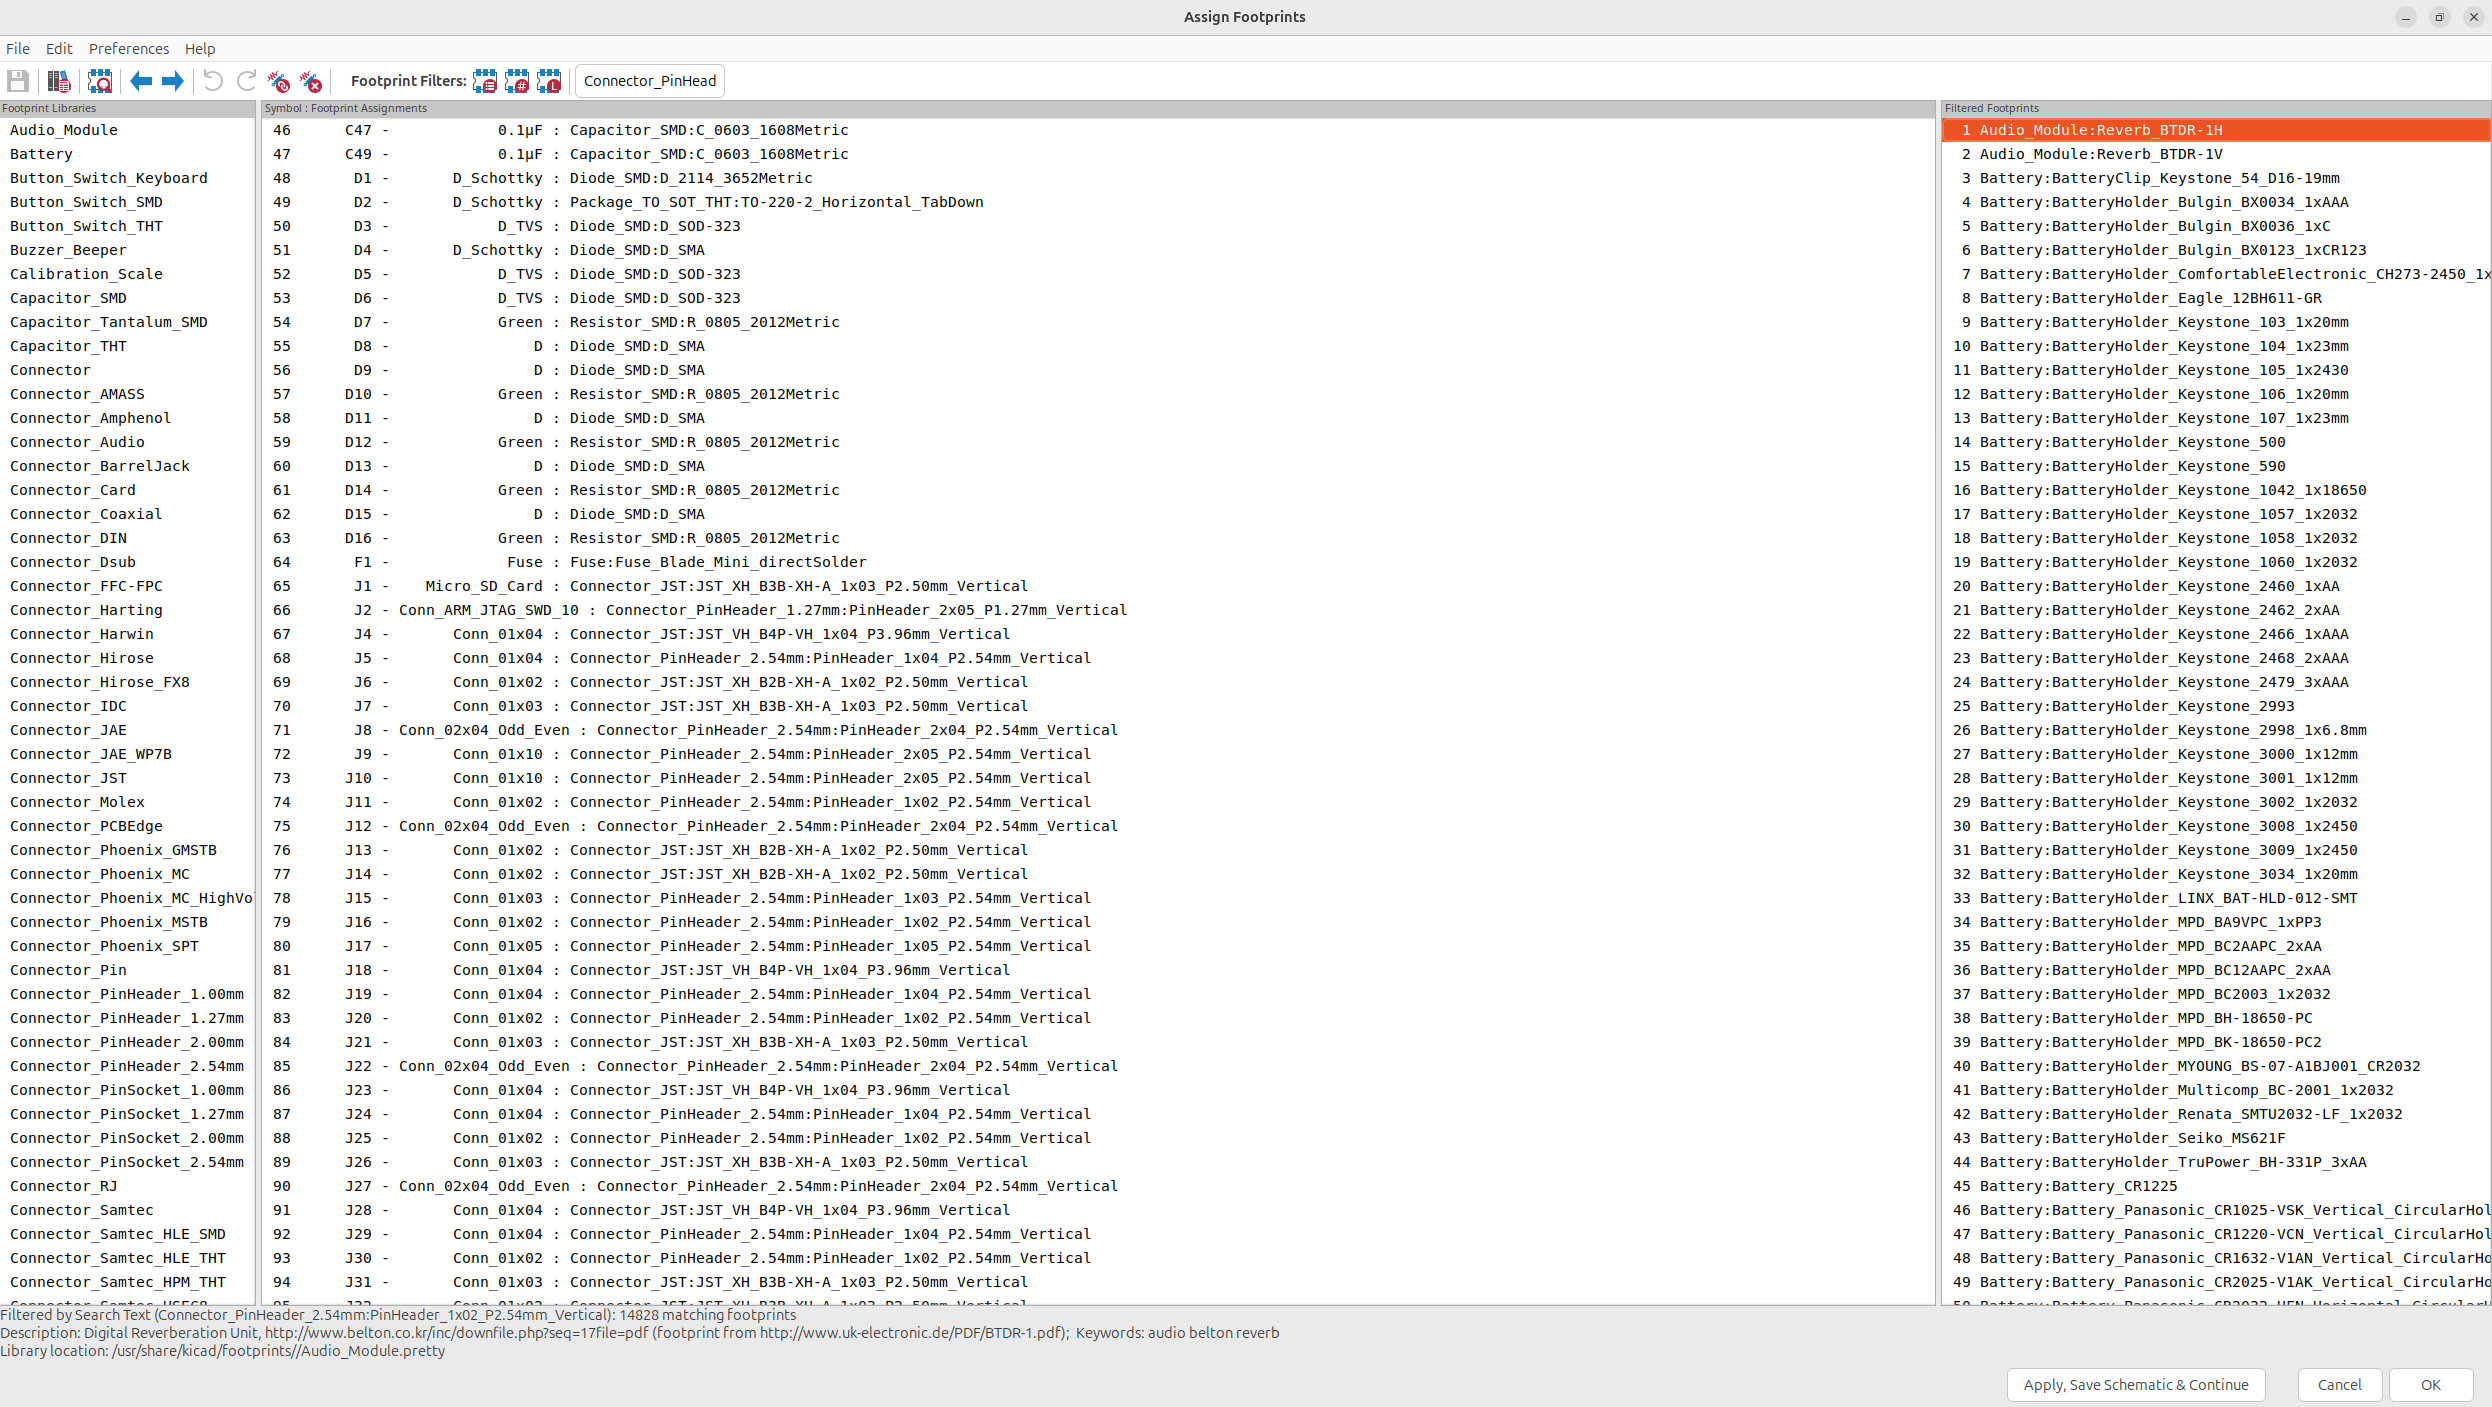 Assign Footprints
File Edit Preferences Help
Footprint Filters: Connector_PinHead
Footprint Libraries
Audio_Module
Battery
Button_Switch_Keyboard
Button_Switch_SMD
Button_Switch_THT
Buzzer_Beeper
Calibration_Scale
Capacitor_SMD
Capacitor_Tantalum_SMD
Capacitor_THT
Connector
Connector_AMASS
Connector_Amphenol
Connector_Audio
Connector_BarrelJack
Connector_Card
Connector_Coaxial
Connector_DIN
Connector_Dsub
Connector_FFC-FPC
Connector_Harting
Connector_Harwin
Connector_Hirose
Connector_Hirose_FX8
Connector_IDC
Connector_JAE
Connector_JAE_WP7B
Connector_JST
Connector_Molex
Connector_PCBEdge
Connector_Phoenix_GMSTB
Connector_Phoenix_MC
Connector_Phoenix_MC_HighVo
Connector_Phoenix_MSTB
Connector_Phoenix_SPT
Connector_Pin
Connector_PinHeader_1.00mm
Connector_PinHeader_1.27mm
Connector_PinHeader_2.00mm
Connector_PinHeader_2.54mm
Connector_PinSocket_1.00mm
Connector_PinSocket_1.27mm
Connector_PinSocket_2.00mm
Connector_PinSocket_2.54mm
Connector_RJ
Connector_Samtec
Connector_Samtec_HLE_SMD
Connector_Samtec_HLE_THT
Connector_Samtec_HPM_THT
Symbol : Footprint Assignments
46 C47 - 0.1µF : Capacitor_SMD:C_0603_1608Metric
47 C49 - 0.1µF : Capacitor_SMD:C_0603_1608Metric
48 D1 - D_Schottky : Diode_SMD:D_2114_3652Metric
49 D2 - D_Schottky : Package_TO_SOT_THT:TO-220-2_Horizontal_TabDown
50 D3 - D_TVS : Diode_SMD:D_SOD-323
51 D4 - D_Schottky : Diode_SMD:D_SMA
52 D5 - D_TVS : Diode_SMD:D_SOD-323
53 D6 - D_TVS : Diode_SMD:D_SOD-323
54 D7 - Green : Resistor_SMD:R_0805_2012Metric
55 D8 - D : Diode_SMD:D_SMA
56 D9 - D : Diode_SMD:D_SMA
57 D10 - Green : Resistor_SMD:R_0805_2012Metric
58 D11 - D : Diode_SMD:D_SMA
59 D12 - Green : Resistor_SMD:R_0805_2012Metric
60 D13 - D : Diode_SMD:D_SMA
61 D14 - Green : Resistor_SMD:R_0805_2012Metric
62 D15 - D : Diode_SMD:D_SMA
63 D16 - Green : Resistor_SMD:R_0805_2012Metric
64 F1 - Fuse : Fuse:Fuse_Blade_Mini_directSolder
65 J1 - Micro_SD_Card : Connector_JST:JST_XH_B3B-XH-A_1x03_P2.50mm_Vertical
66 J2 - Conn_ARM_JTAG_SWD_10 : Connector_PinHeader_1.27mm:PinHeader_2x05_P1.27mm_Vertical
67 J4 - Conn_01x04 : Connector_JST:JST_VH_B4P-VH_1x04_P3.96mm_Vertical
68 J5 - Conn_01x04 : Connector_PinHeader_2.54mm:PinHeader_1x04_P2.54mm_Vertical
69 J6 - Conn_01x02 : Connector_JST:JST_XH_B2B-XH-A_1x02_P2.50mm_Vertical
70 J7 - Conn_01x03 : Connector_JST:JST_XH_B3B-XH-A_1x03_P2.50mm_Vertical
71 J8 - Conn_02x04_Odd_Even : Connector_PinHeader_2.54mm:PinHeader_2x04_P2.54mm_Vertical
72 J9 - Conn_01x10 : Connector_PinHeader_2.54mm:PinHeader_2x05_P2.54mm_Vertical
73 J10 - Conn_01x10 : Connector_PinHeader_2.54mm:PinHeader_2x05_P2.54mm_Vertical
74 J11 - Conn_01x02 : Connector_PinHeader_2.54mm:PinHeader_1x02_P2.54mm_Vertical
75 J12 - Conn_02x04_Odd_Even : Connector_PinHeader_2.54mm:PinHeader_2x04_P2.54mm_Vertical
76 J13 - Conn_01x02 : Connector_JST:JST_XH_B2B-XH-A_1x02_P2.50mm_Vertical
77 J14 - Conn_01x02 : Connector_JST:JST_XH_B2B-XH-A_1x02_P2.50mm_Vertical
78 J15 - Conn_01x03 : Connector_PinHeader_2.54mm:PinHeader_1x03_P2.54mm_Vertical
79 J16 - Conn_01x02 : Connector_PinHeader_2.54mm:PinHeader_1x02_P2.54mm_Vertical
80 J17 - Conn_01x05 : Connector_PinHeader_2.54mm:PinHeader_1x05_P2.54mm_Vertical
81 J18 - Conn_01x04 : Connector_JST:JST_VH_B4P-VH_1x04_P3.96mm_Vertical
82 J19 - Conn_01x04 : Connector_PinHeader_2.54mm:PinHeader_1x04_P2.54mm_Vertical
83 J20 - Conn_01x02 : Connector_PinHeader_2.54mm:PinHeader_1x02_P2.54mm_Vertical
84 J21 - Conn_01x03 : Connector_JST:JST_XH_B3B-XH-A_1x03_P2.50mm_Vertical
85 J22 - Conn_02x04_Odd_Even : Connector_PinHeader_2.54mm:PinHeader_2x04_P2.54mm_Vertical
86 J23 - Conn_01x04 : Connector_JST:JST_VH_B4P-VH_1x04_P3.96mm_Vertical
87 J24 - Conn_01x04 : Connector_PinHeader_2.54mm:PinHeader_1x04_P2.54mm_Vertical
88 J25 - Conn_01x02 : Connector_PinHeader_2.54mm:PinHeader_1x02_P2.54mm_Vertical
89 J26 - Conn_01x03 : Connector_JST:JST_XH_B3B-XH-A_1x03_P2.50mm_Vertical
90 J27 - Conn_02x04_Odd_Even : Connector_PinHeader_2.54mm:PinHeader_2x04_P2.54mm_Vertical
91 J28 - Conn_01x04 : Connector_JST:JST_VH_B4P-VH_1x04_P3.96mm_Vertical
92 J29 - Conn_01x04 : Connector_PinHeader_2.54mm:PinHeader_1x04_P2.54mm_Vertical
93 J30 - Conn_01x02 : Connector_PinHeader_2.54mm:PinHeader_1x02_P2.54mm_Vertical
94 J31 - Conn_01x03 : Connector_JST:JST_XH_B3B-XH-A_1x03_P2.50mm_Vertical
Filtered Footprints
1 Audio_Module:Reverb_BTDR-1H
2 Audio_Module:Reverb_BTDR-1V
3 Battery:BatteryClip_Keystone_54_D16-19mm
4 Battery:BatteryHolder_Bulgin_BX0034_1xAAA
5 Battery:BatteryHolder_Bulgin_BX0036_1xC
6 Battery:BatteryHolder_Bulgin_BX0123_1xCR123
7 Battery:BatteryHolder_ComfortableElectronic_CH273-2450_1x
8 Battery:BatteryHolder_Eagle_12BH611-GR
9 Battery:BatteryHolder_Keystone_103_1x20mm
10 Battery:BatteryHolder_Keystone_104_1x23mm
11 Battery:BatteryHolder_Keystone_105_1x2430
12 Battery:BatteryHolder_Keystone_106_1x20mm
13 Battery:BatteryHolder_Keystone_107_1x23mm
14 Battery:BatteryHolder_Keystone_500
15 Battery:BatteryHolder_Keystone_590
16 Battery:BatteryHolder_Keystone_1042_1x18650
17 Battery:BatteryHolder_Keystone_1057_1x2032
18 Battery:BatteryHolder_Keystone_1058_1x2032
19 Battery:BatteryHolder_Keystone_1060_1x2032
20 Battery:BatteryHolder_Keystone_2460_1xAA
21 Battery:BatteryHolder_Keystone_2462_2xAA
22 Battery:BatteryHolder_Keystone_2466_1xAAA
23 Battery:BatteryHolder_Keystone_2468_2xAAA
24 Battery:BatteryHolder_Keystone_2479_3xAAA
25 Battery:BatteryHolder_Keystone_2993
26 Battery:BatteryHolder_Keystone_2998_1x6.8mm
27 Battery:BatteryHolder_Keystone_3000_1x12mm
28 Battery:BatteryHolder_Keystone_3001_1x12mm
29 Battery:BatteryHolder_Keystone_3002_1x2032
30 Battery:BatteryHolder_Keystone_3008_1x2450
31 Battery:BatteryHolder_Keystone_3009_1x2450
32 Battery:BatteryHolder_Keystone_3034_1x20mm
33 Battery:BatteryHolder_LINX_BAT-HLD-012-SMT
34 Battery:BatteryHolder_MPD_BA9VPC_1xPP3
35 Battery:BatteryHolder_MPD_BC2AAPC_2xAA
36 Battery:BatteryHolder_MPD_BC12AAPC_2xAA
37 Battery:BatteryHolder_MPD_BC2003_1x2032
38 Battery:BatteryHolder_MPD_BH-18650-PC
39 Battery:BatteryHolder_MPD_BK-18650-PC2
40 Battery:BatteryHolder_MYOUNG_BS-07-A1BJ001_CR2032
41 Battery:BatteryHolder_Multicomp_BC-2001_1x2032
42 Battery:BatteryHolder_Renata_SMTU2032-LF_1x2032
43 Battery:BatteryHolder_Seiko_MS621F
44 Battery:BatteryHolder_TruPower_BH-331P_3xAA
45 Battery:Battery_CR1225
46 Battery:Battery_Panasonic_CR1025-VSK_Vertical_CircularHol
47 Battery:Battery_Panasonic_CR1220-VCN_Vertical_CircularHol
48 Battery:Battery_Panasonic_CR1632-V1AN_Vertical_CircularHo
49 Battery:Battery_Panasonic_CR2025-V1AK_Vertical_CircularHo
Filtered by Search Text (Connector_PinHeader_2.54mm:PinHeader_1x02_P2.54mm_Vertical): 14828 matching footprints
Description: Digital Reverberation Unit, http://www.belton.co.kr/inc/downfile.php?seq=17file=pdf (footprint from http://www.uk-electronic.de/PDF/BTDR-1.pdf); Keywords: audio belton reverb
Library location: /usr/share/kicad/footprints//Audio_Module.pretty
Apply, Save Schematic & Continue Cancel OK